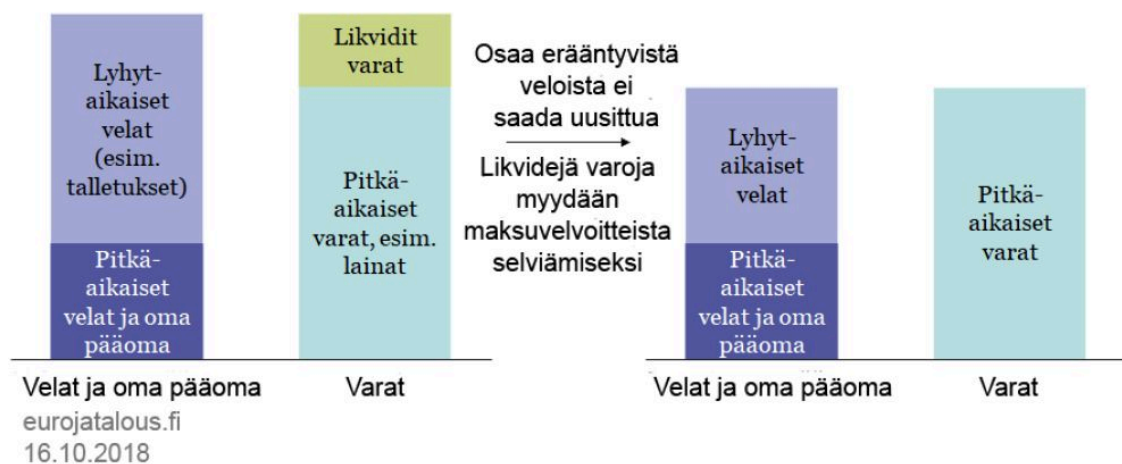 Lyhyt-
aikaiset
velat
(esim.
talletukset)
Pitkä-
aikaiset
velat ja oma
pääoma
Likvidit
varat
Pitkä-
aikaiset
varat, esim.
lainat
Velat ja oma pääoma
Varat
Osaa erääntyvistä
veloista ei
saada uusittua
Likvidejä varoja
myydään
maksuvelvoitteista
selviämiseksi
Lyhyt-
aikaiset
velat
Pitkä-
aikaiset
velat ja oma
pääoma
Pitkä-
aikaiset
varat
Velat ja oma pääoma
Varat
eurojatalous.fi
16.10.2018